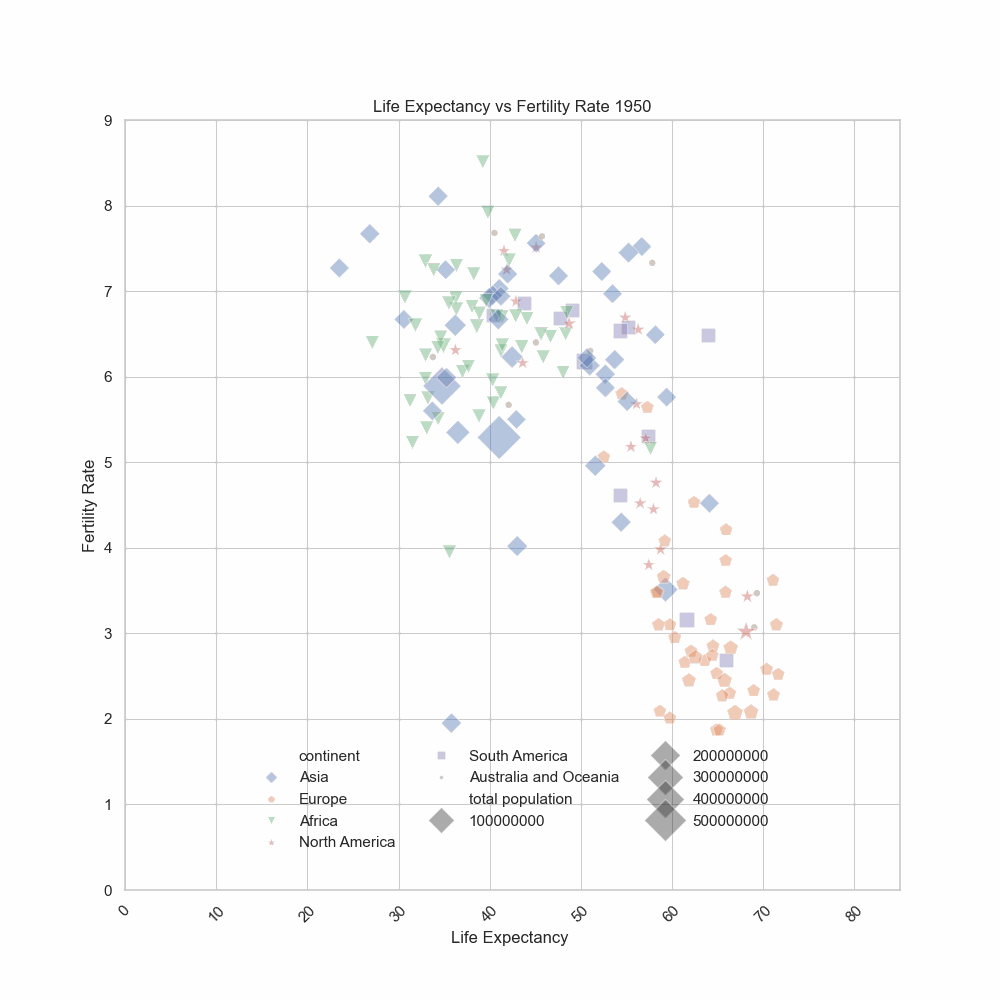 Life Expectancy vs Fertility Rate 1950
9
8
7
6
5
4
3
2
1
0
Fertility Rate
continent
Asia
Europe
Africa
North America
South America
Australia and Oceania
total population
100000000
200000000
300000000
400000000
500000000
0
10
20
30
40
50
60
70
80
Life Expectancy